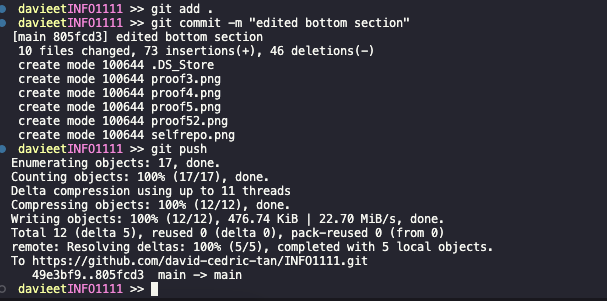 davieetINFO1111 >> git add .
davieetINFO1111 >> git commit -m "edited bottom section"
[main 805fcd3] edited bottom section
 10 files changed, 73 insertions(+), 46 deletions(-)
 create mode 100644 .DS_Store
 create mode 100644 proof3.png
 create mode 100644 proof4.png
 create mode 100644 proof5.png
 create mode 100644 proof52.png
 create mode 100644 selfrepo.png
davieetINFO1111 >> git push
Enumerating objects: 17, done.
Counting objects: 100% (17/17), done.
Delta compression using up to 11 threads
Compressing objects: 100% (12/12), done.
Writing objects: 100% (12/12), 476.74 KiB | 22.70 MiB/s, done.
Total 12 (delta 5), reused 0 (delta 0), pack-reused 0 (from 0)
remote: Resolving deltas: 100% (5/5), completed with 5 local objects.
To https://github.com/david-cedric-tan/INFO1111.git
   49e3bf9..805fcd3  main -> main
davieetINFO1111 >>